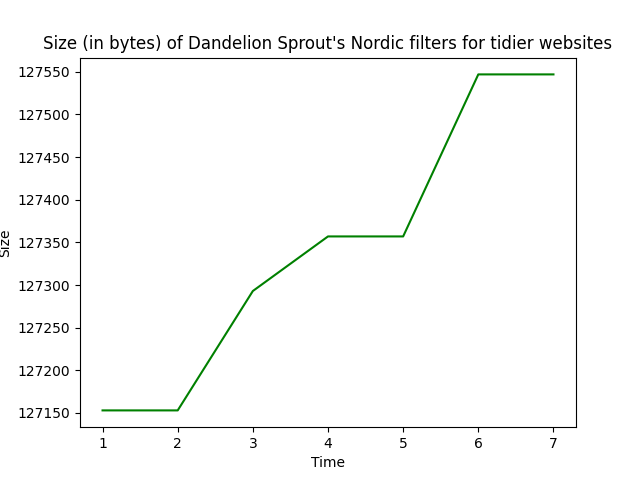 Size (in bytes) of Dandelion Sprout's Nordic filters for tidier websites
127550
127500
127450
127400
127350
127300
127250
127200
127150
Size
1 2 3 4 5 6 7
Time